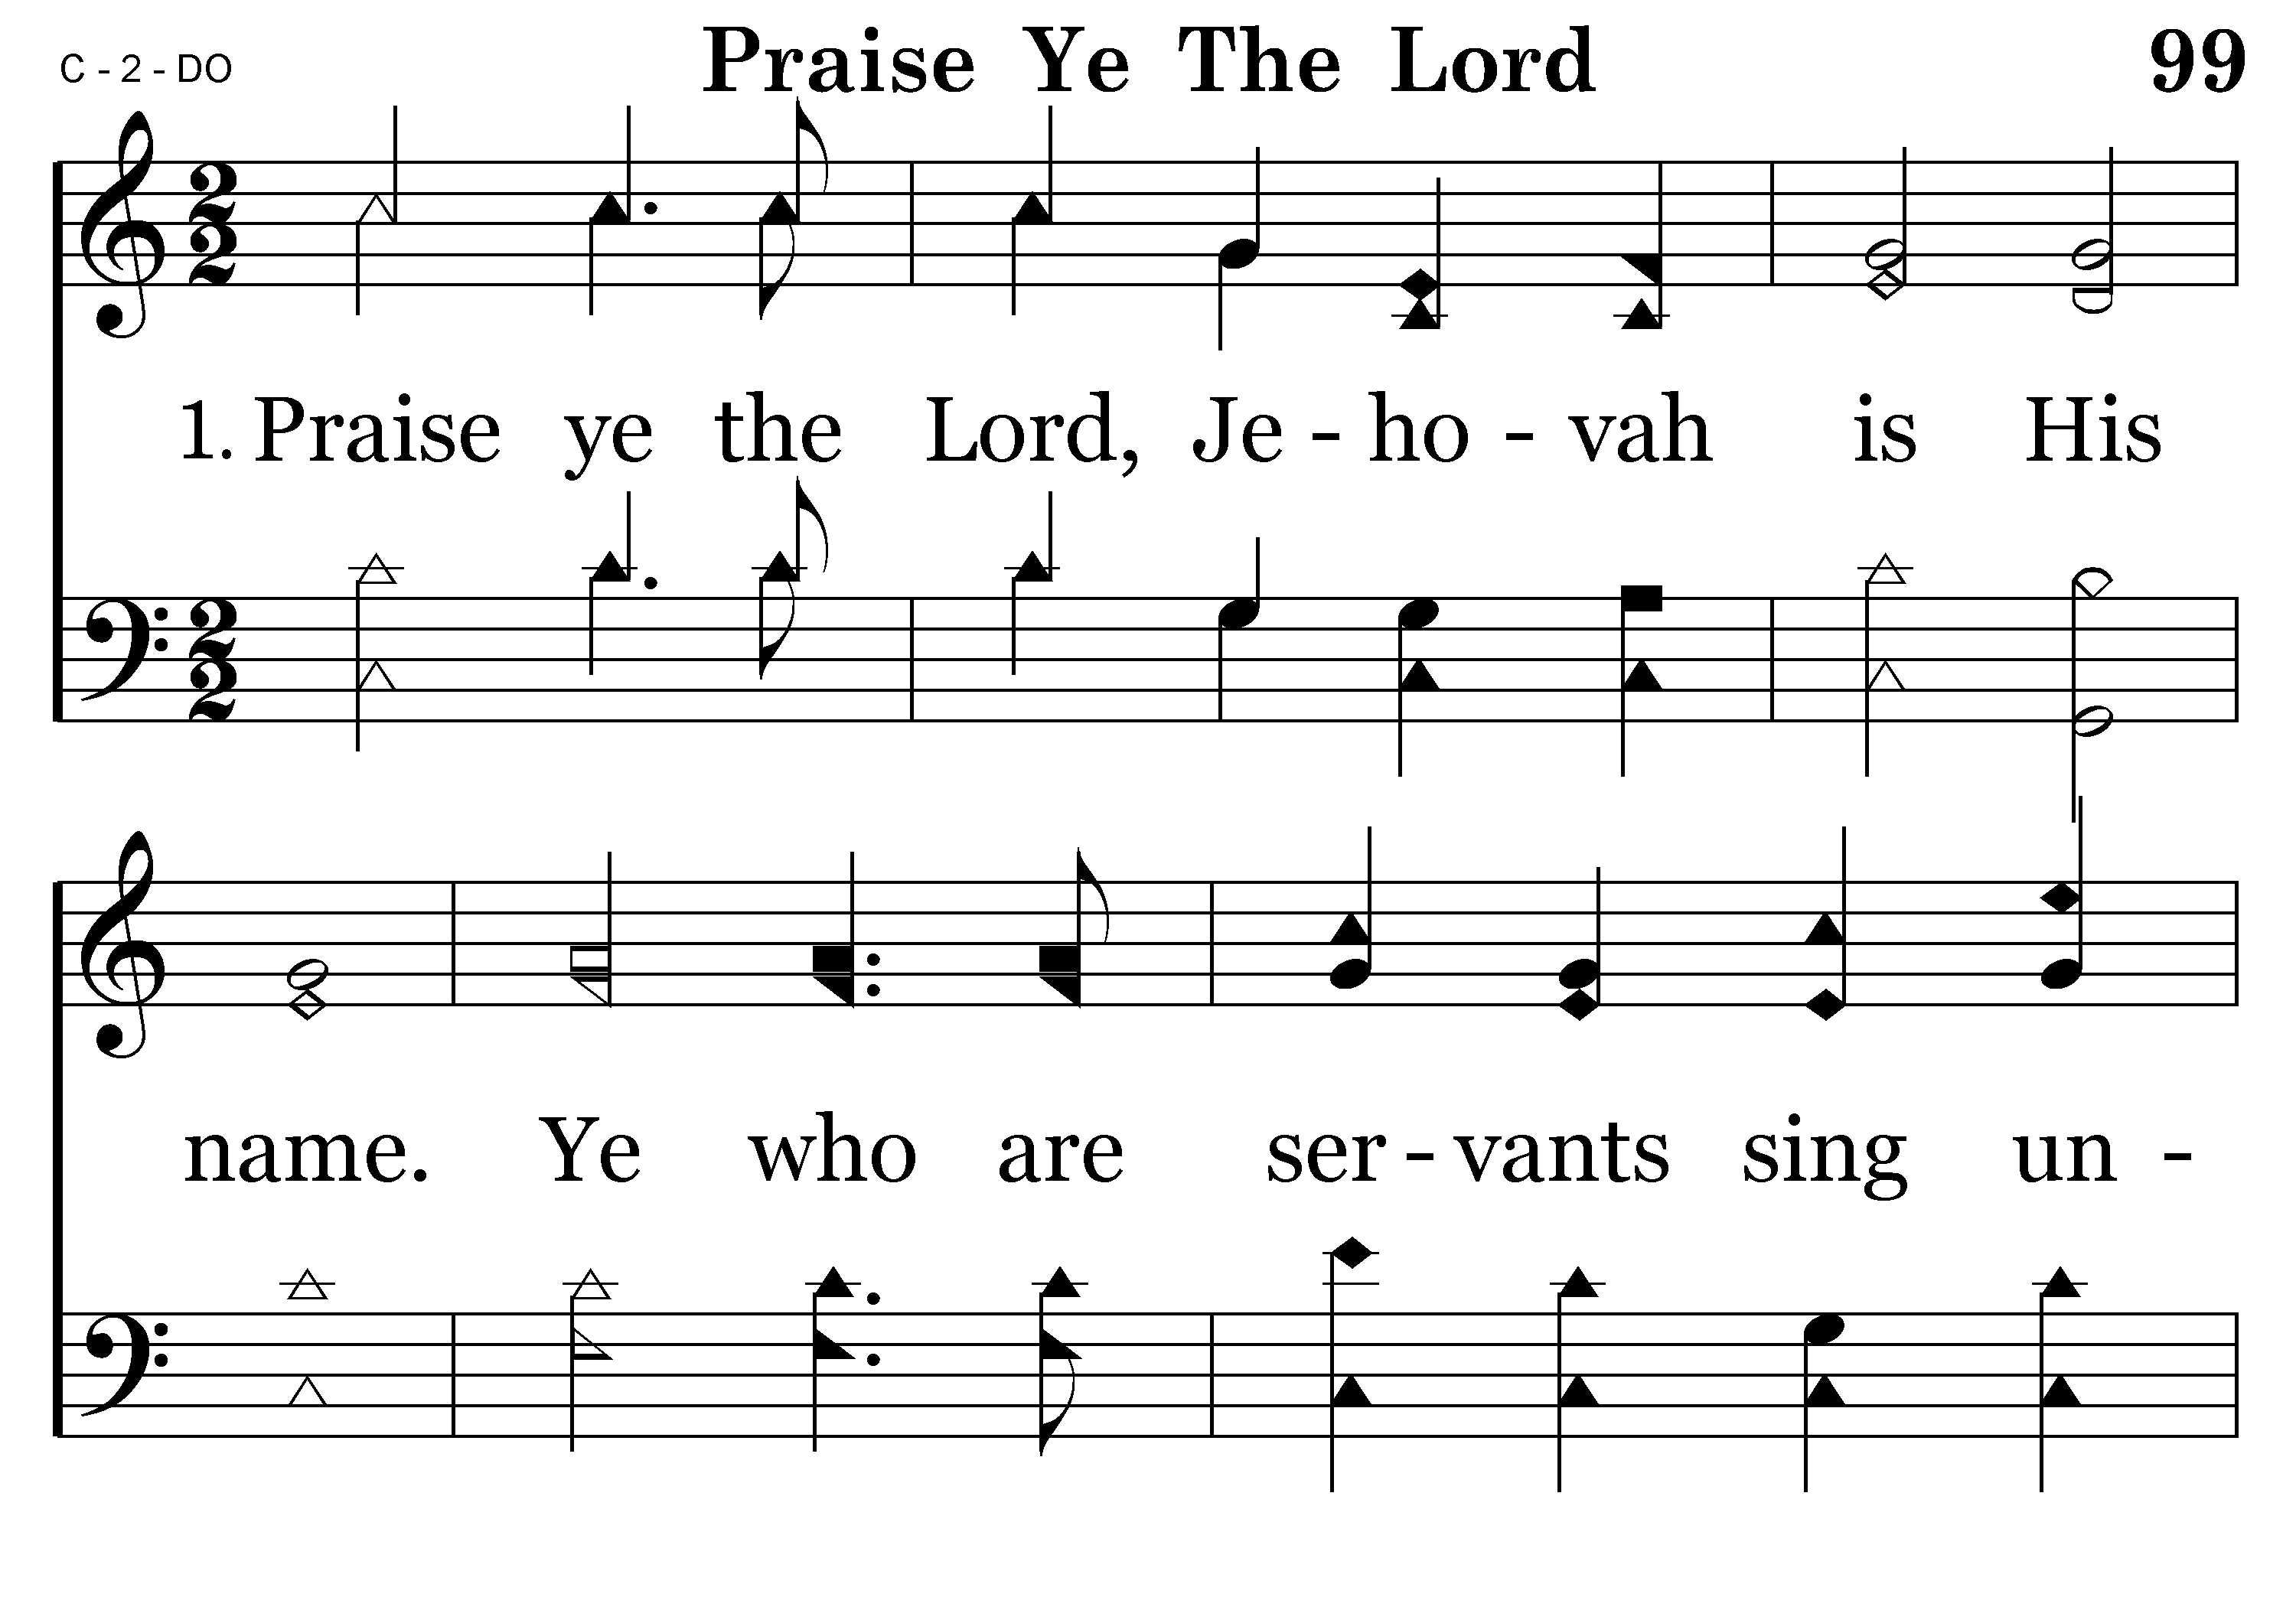 C - 2 - DO Praise Ye The Lord 99
1. Praise ye the Lord, Je - ho - vah is His
name. Ye who are ser - vants sing un -